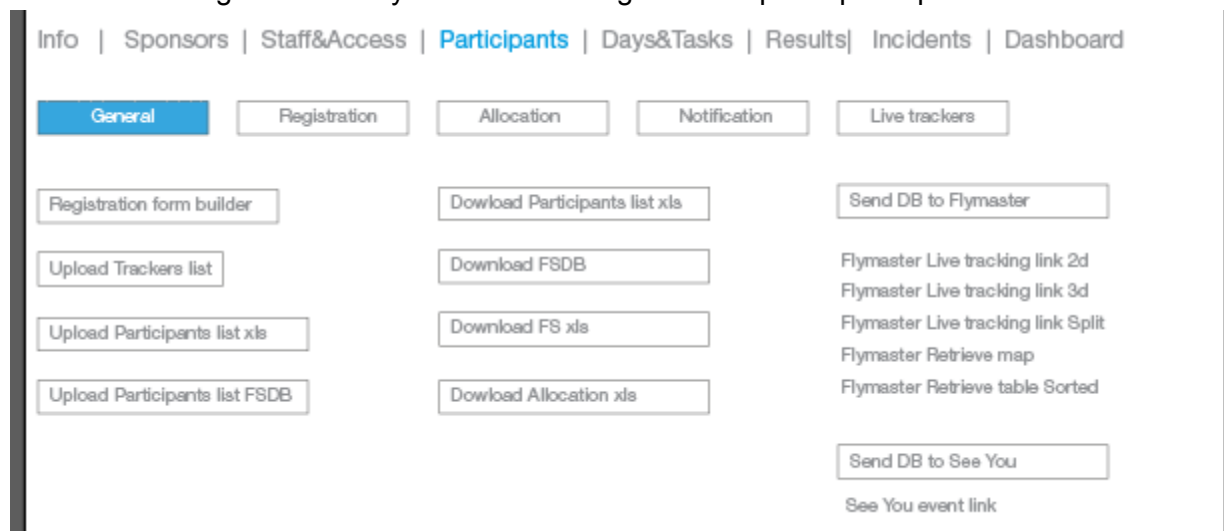 Info | Sponsors | Staff&Access | Participants | Days&Tasks | Results| Incidents | Dashboard
General Registration Allocation Notification Live trackers
Registration form builder
Upload Trackers list
Upload Participants list xls
Upload Participants list FSDB
Dowload Participants list xls
Download FSDB
Download FS xls
Dowload Allocation xls
Send DB to Flymaster
Flymaster Live tracking link 2d
Flymaster Live tracking link 3d
Flymaster Live tracking link Split
Flymaster Retrieve map
Flymaster Retrieve table Sorted
Send DB to See You
See You event link